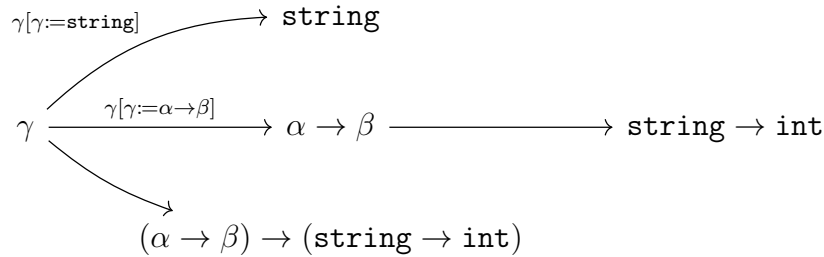 γ[γ:=string]
string
γ
γ[γ:=α→β]
α → β
string → int
(α → β) → (string → int)